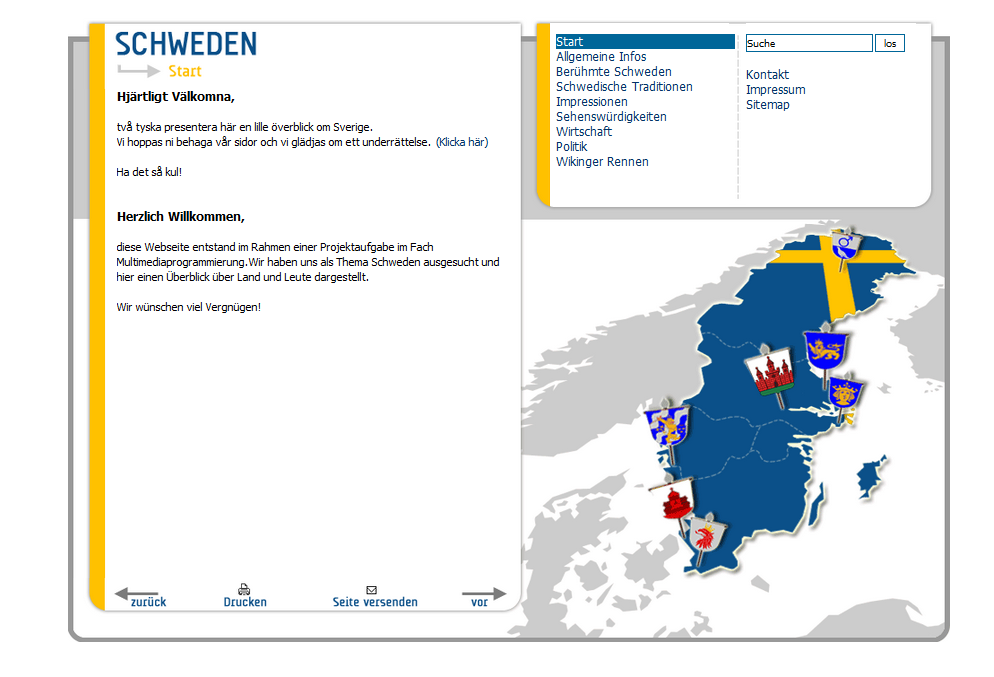 SCHWEDEN
Start
Hjärtligt Välkomna,
två tyska presentera här en lille överblick om Sverige.
Vi hoppas ni behaga vår sidor och vi glädjas om ett underrättelse. (Klicka här)
Ha det så kul!
Herzlich Willkommen,
diese Webseite entstand im Rahmen einer Projektaufgabe im Fach
Multimediaprogrammierung.Wir haben uns als Thema Schweden ausgesucht und
hier einen Überblick über Land und Leute dargestellt.
Wir wünschen viel Vergnügen!
zurück
Drucken
Seite versenden
vor
Start
Allgemeine Infos
Berühmte Schweden
Schwedische Traditionen
Impressionen
Sehenswürdigkeiten
Wirtschaft
Politik
Wikinger Rennen
Suche
los
Kontakt
Impressum
Sitemap